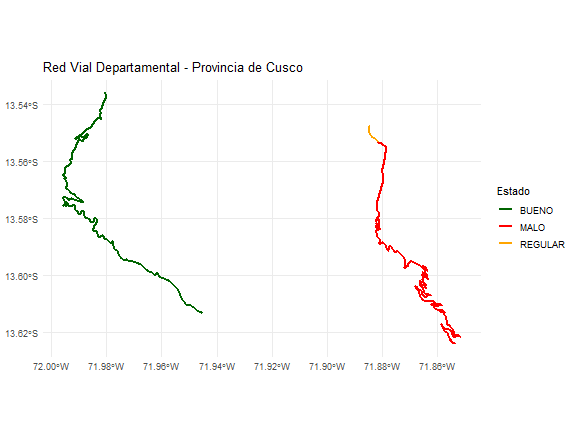 Red Vial Departamental - Provincia de Cusco
13.54°S
13.56°S
13.58°S
13.60°S
13.62°S
72.00°W 71.98°W 71.96°W 71.94°W 71.92°W 71.90°W 71.88°W 71.86°W
Estado
BUENO
MALO
REGULAR